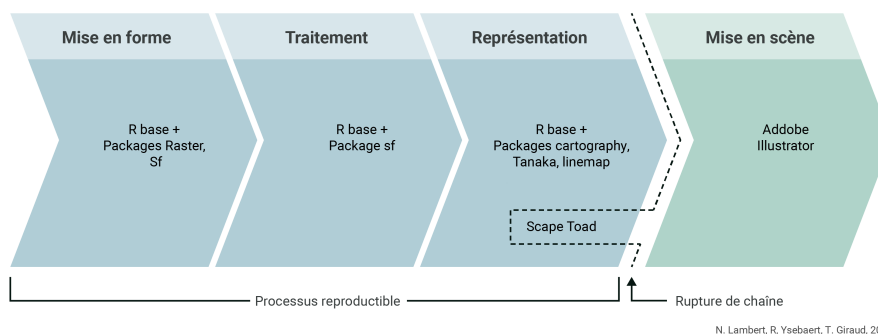 Mise en forme
Traitement
Représentation
Mise en scène
R base +
Packages Raster,
Sf
R base +
Package sf
R base +
Packages cartography,
Tanaka, linemap
Addobe
Illustrator
Scape Toad
Processus reproductible
Rupture de chaîne
N. Lambert, R, Ysebaert, T. Giraud, 20